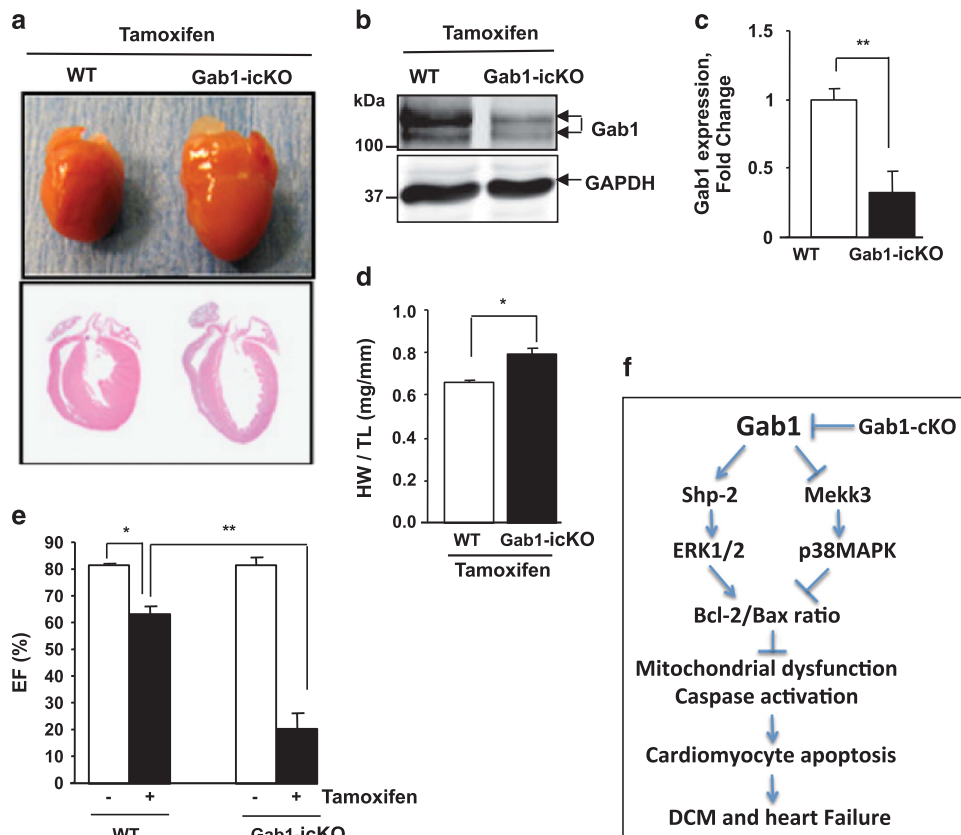 a
Tamoxifen
WT Gab1-icKO
b
Tamoxifen
WT Gab1-icKO
kDa
100
Gab1
37
GAPDH
c
Gab1 expression,
Fold Change
1.5
1
0.5
0
**
WT Gab1-icKO
d
HW / TL (mg/mm)
1.0
0.8
0.6
0.4
0.2
0.0
*
WT Gab1-icKO
Tamoxifen
e
EF (%)
90
80
70
60
50
40
30
20
10
0
* **
- + - + Tamoxifen
WT Gab1-icKO
f
Gab1 Gab1-cKO
Shp-2 Mekk3
ERK1/2 p38MAPK
Bcl-2/Bax ratio
Mitochondrial dysfunction
Caspase activation
Cardiomyocyte apoptosis
DCM and heart Failure